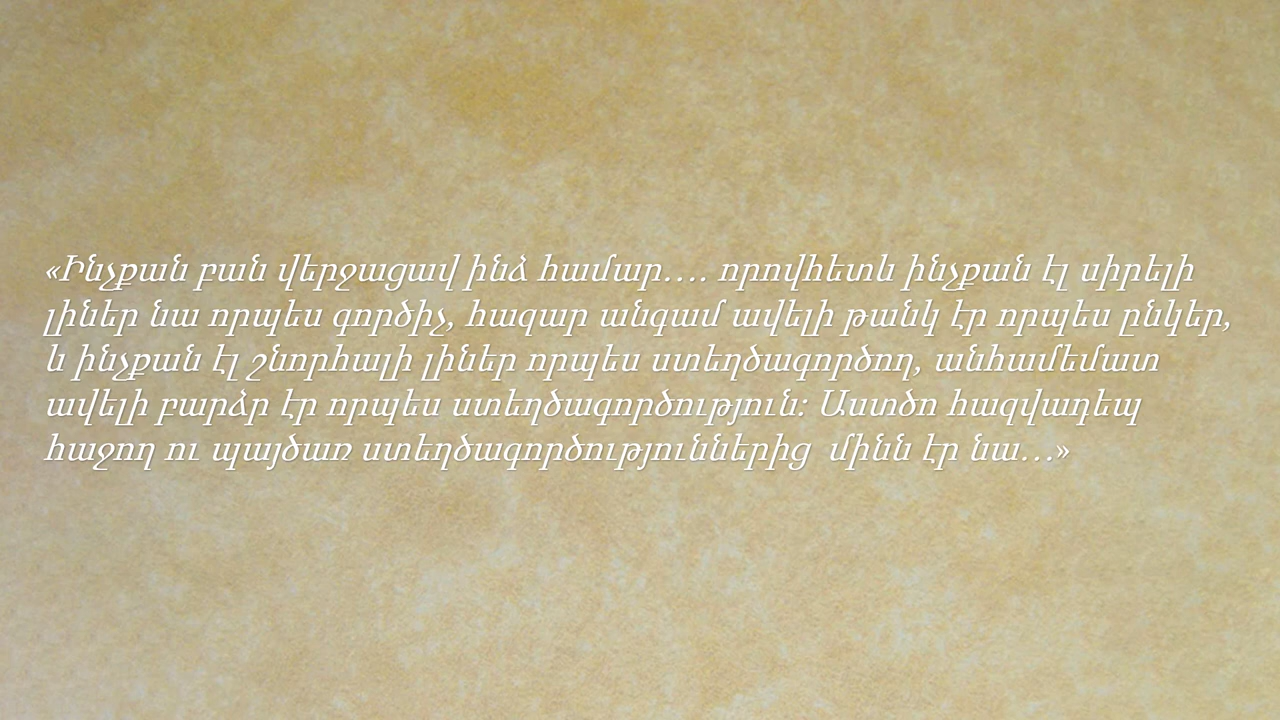 «Ինչքան բան վերջացավ ինձ համար…. որովհետև ինչքան էլ սիրելի
լիներ նա որպես գործիչ, հազար անգամ ավելի թանկ էր որպես ընկեր,
և ինչքան էլ շնորհալի լիներ որպես ստեղծագործող, անհամեմատ
ավելի բարձր էր որպես ստեղծագործություն: Աստծո հազվադեպ
հաջող ու պայծառ ստեղծագործություններից մինն էր նա…»